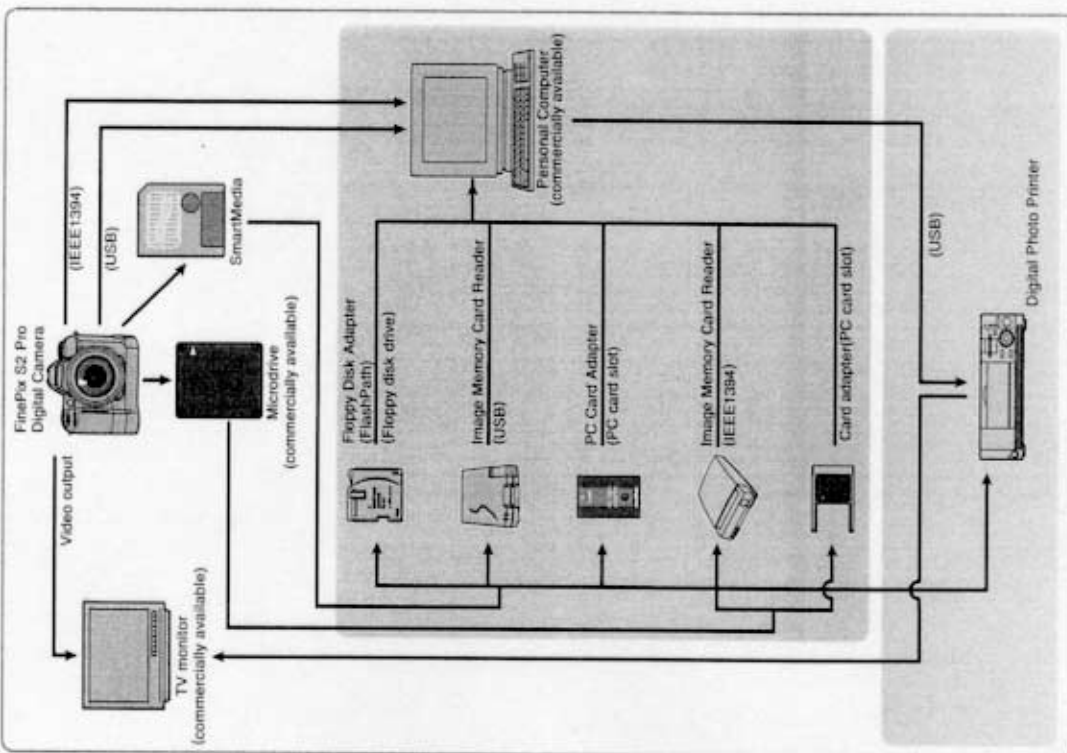 FinePix S2 Pro
Digital Camera
Video output
TV monitor
(commercially available)
(IEEE1394)
(USB)
SmartMedia
Microdrive
(commercially available)
Personal Computer
(commercially available)
Floppy Disk Adapter
(FlashPath)
(Floppy disk drive)
Image Memory Card Reader
(USB)
PC Card Adapter
(PC card slot)
Image Memory Card Reader
(IEEE1394)
Card adapter(PC card slot)
(USB)
Digital Photo Printer